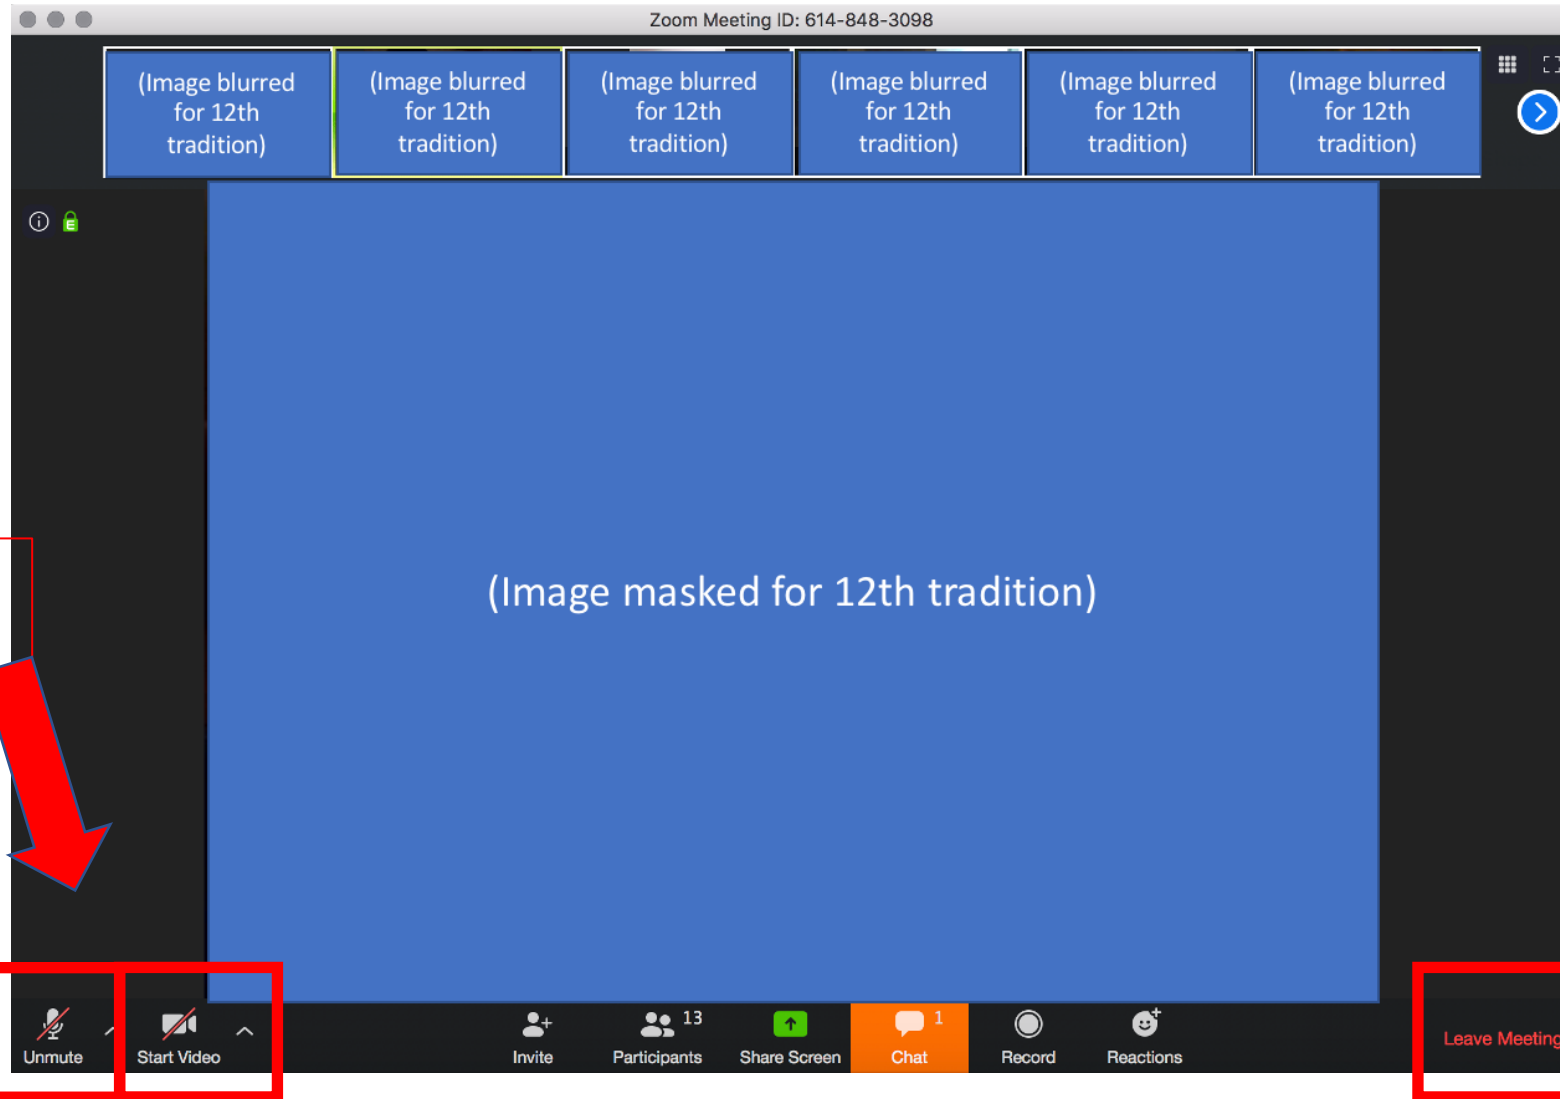 Zoom Meeting ID: 614-848-3098
(Image blurred
for 12th
tradition)
(Image blurred
for 12th
tradition)
(Image blurred
for 12th
tradition)
(Image blurred
for 12th
tradition)
(Image blurred
for 12th
tradition)
(Image blurred
for 12th
tradition)
E
(Image masked for 12th tradition)
13
1
Unmute
Start Video
Invite
Participants
Share Screen
Chat
Record
Reactions
Leave Meeting